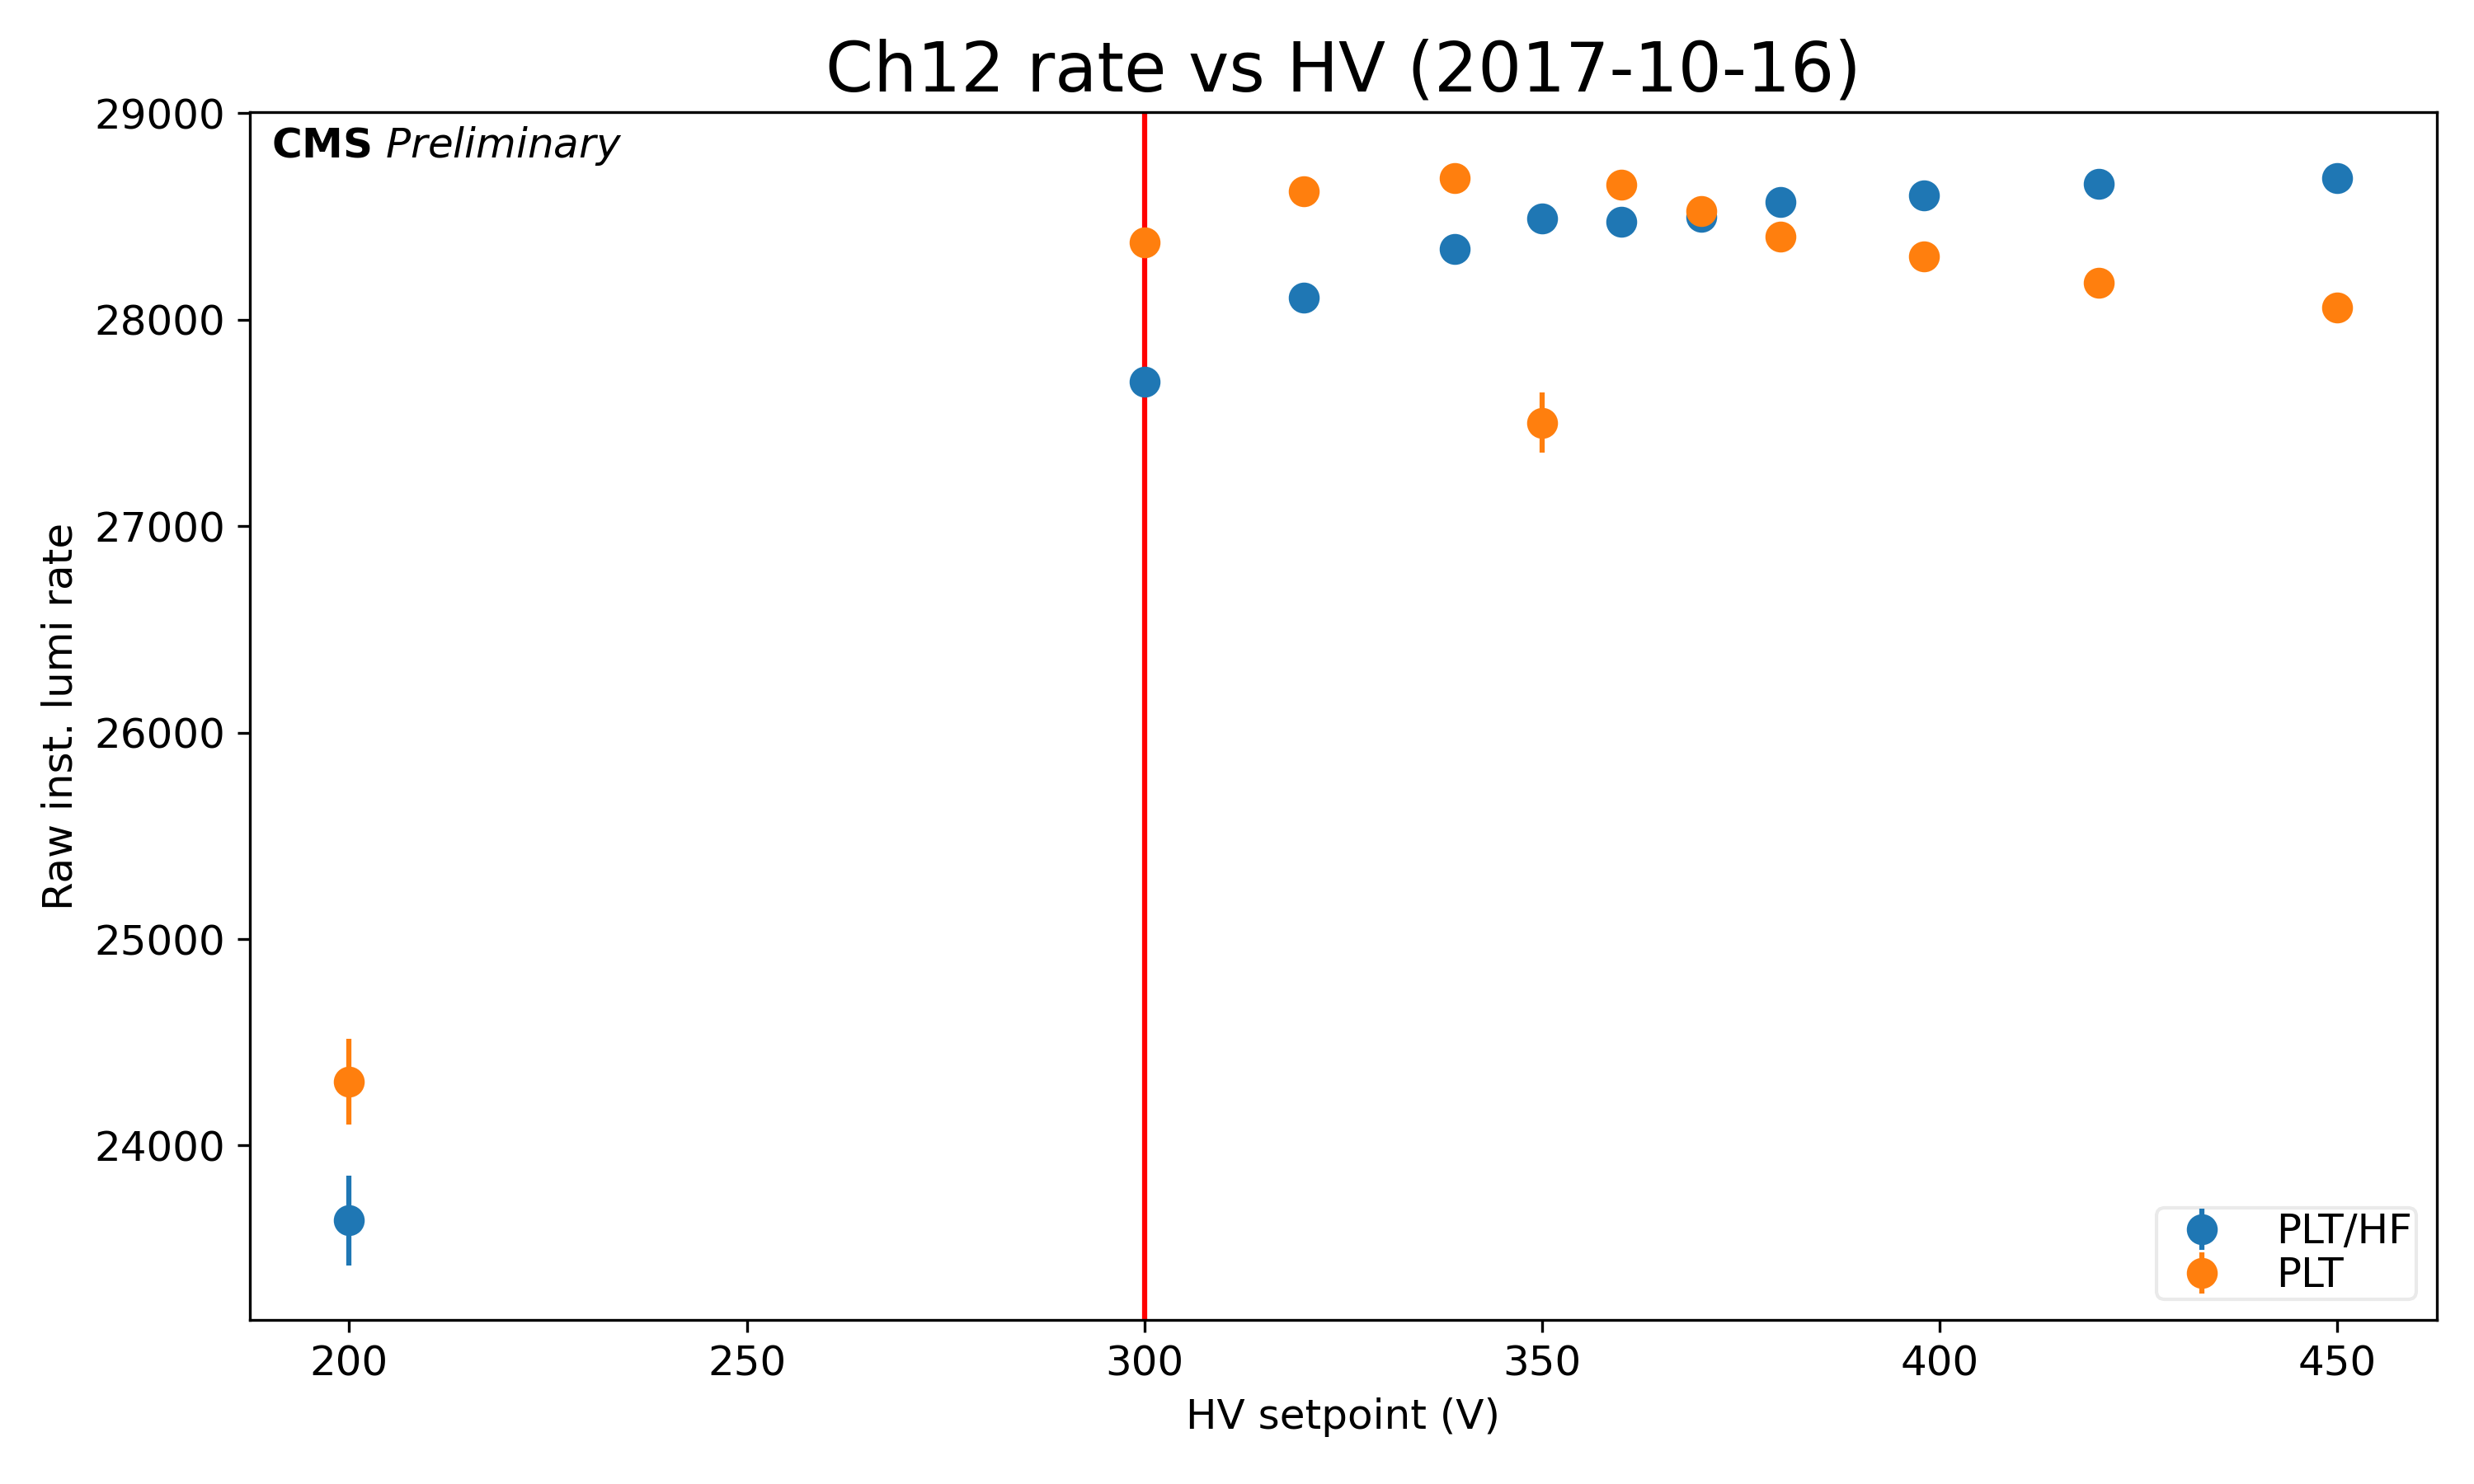 Ch12 rate vs HV (2017-10-16)
CMS Preliminary
29000
28000
27000
26000
25000
24000
Raw inst. lumi rate
200 250 300 350 400 450
HV setpoint (V)
PLT/HF
PLT